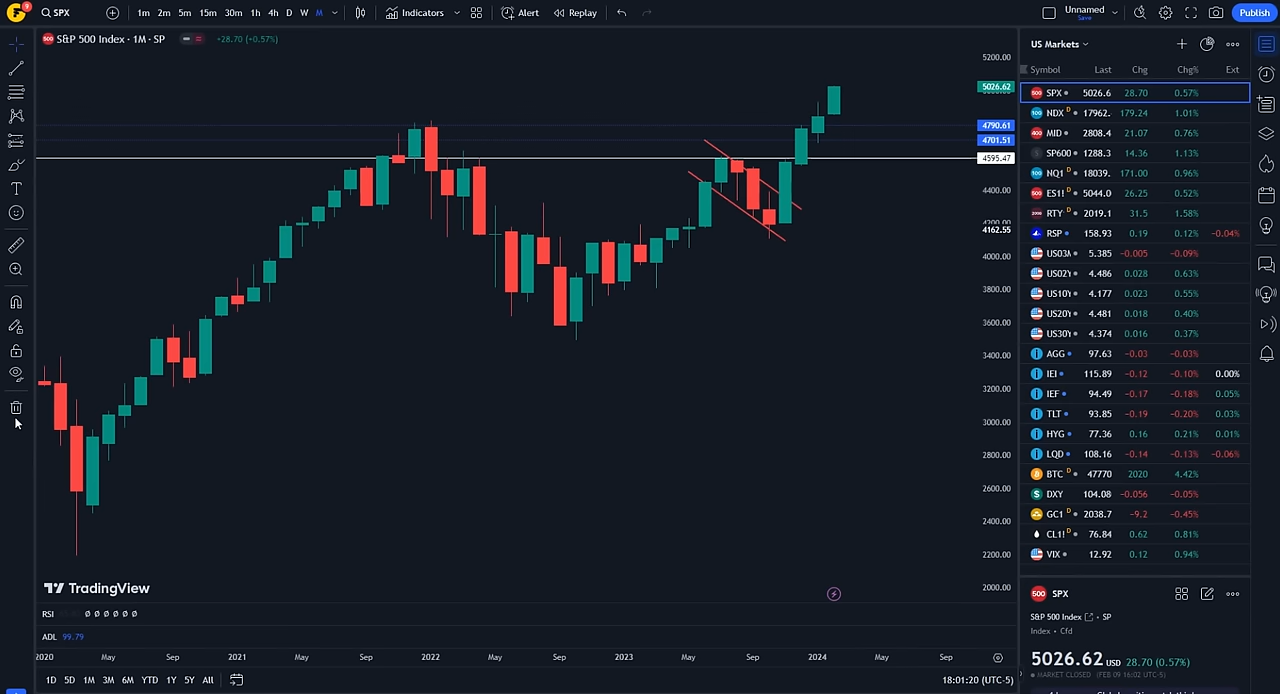 9 SPX 1m 2m 5m 15m 30m 1h 4h D W M Indicators Alert Replay Unnamed Save Publish
S&P 500 Index · 1M · SP +28.70 (+0.57%)
5200.00
5026.62
4790.61
4701.51
4595.47
4400.00
4162.55
4000.00
3800.00
3600.00
3400.00
3200.00
3000.00
2800.00
2600.00
2400.00
2200.00
2000.00
TradingView
RSI Ø Ø Ø Ø Ø Ø
ADL 99.79
2020 May Sep 2021 May Sep 2022 May Sep 2023 May Sep 2024 May Sep
1D 5D 1M 3M 6M YTD 1Y 5Y All 18:01:20 (UTC-5)
US Markets
Symbol Last Chg Chg% Ext
500 SPX 5026.6 28.70 0.57%
100 NDX D 17962. 179.24 1.01%
400 MID 2808.4 21.07 0.76%
SP600 1288.3 14.36 1.13%
100 NQ1 D 18039. 171.00 0.96%
500 ES1! D 5044.0 26.25 0.52%
2000 RTY D 2019.1 31.5 1.58%
RSP 158.93 0.19 0.12% -0.04%
US03M 5.385 -0.005 -0.09%
US02Y 4.486 0.028 0.63%
US10Y 4.177 0.023 0.55%
US20Y 4.481 0.018 0.40%
US30Y 4.374 0.016 0.37%
AGG 97.63 -0.03 -0.03%
IEI 115.89 -0.12 -0.10% 0.00%
IEF 94.49 -0.17 -0.18% 0.05%
TLT 93.85 -0.19 -0.20% 0.03%
HYG 77.36 0.16 0.21% 0.01%
LQD 108.16 -0.14 -0.13% -0.06%
BTC D 47770 2020 4.42%
DXY 104.08 -0.056 -0.05%
GC1 D 2038.7 -9.2 -0.45%
CL1! D 76.84 0.62 0.81%
VIX 12.92 0.12 0.94%
500 SPX
S&P 500 Index · SP
Index · Cfd
5026.62 USD 28.70 (0.57%)
MARKET CLOSED (FEB 09 16:02 UTC-5)